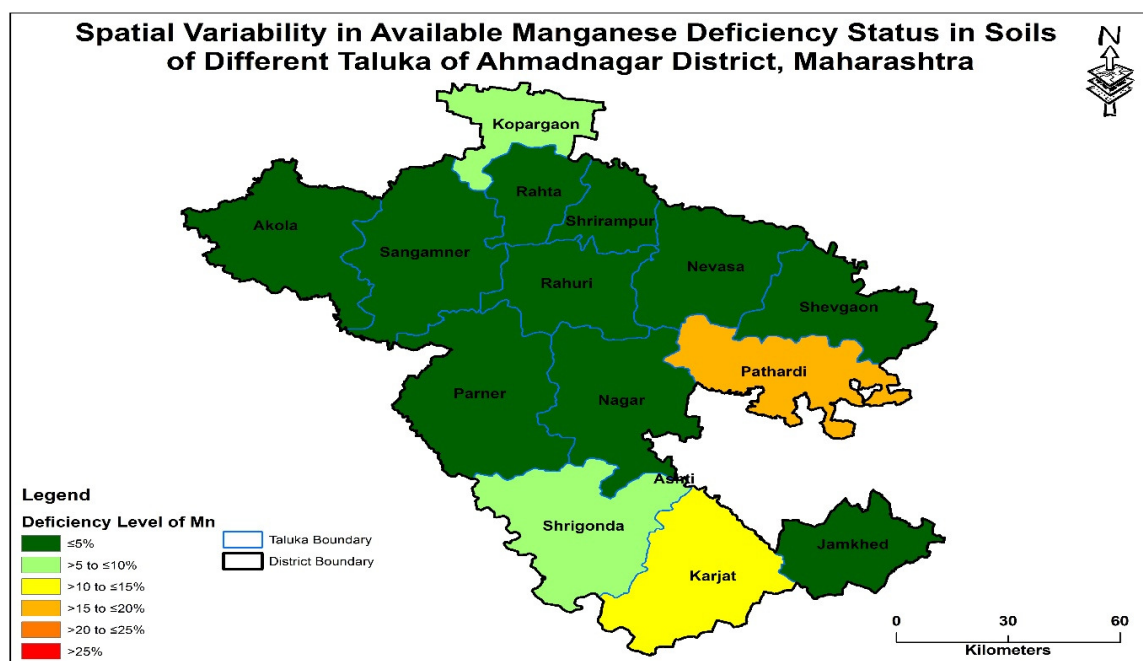 Spatial Variability in Available Manganese Deficiency Status in Soils
of Different Taluka of Ahmadnagar District, Maharashtra
N
Kopargaon
Rahta
Akola
Shrirampur
Sangamner
Nevasa
Rahuri
Shevgaon
Pathardi
Parner
Nagar
Ashti
Shrigonda
Jamkhed
Karjat
Legend
Deficiency Level of Mn
≤5%
>5 to ≤10%
>10 to ≤15%
>15 to ≤20%
>20 to ≤25%
>25%
Taluka Boundary
District Boundary
0 30 60
Kilometers